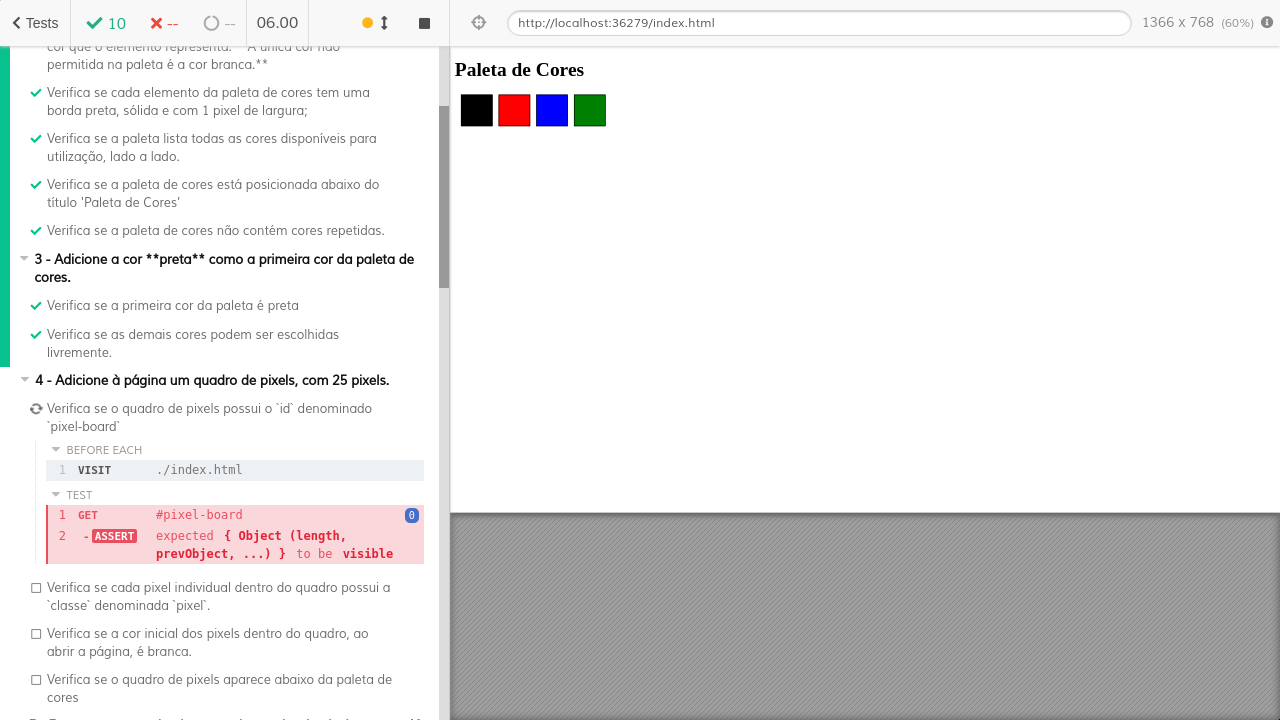 Tests
10
--
--
06.00
http://localhost:36279/index.html
1366 x 768 (60%)
cor que o elemento representa. **A única cor não
permitida na paleta é a cor branca.**
Verifica se cada elemento da paleta de cores tem uma
borda preta, sólida e com 1 pixel de largura;
Verifica se a paleta lista todas as cores disponíveis para
utilização, lado a lado.
Verifica se a paleta de cores está posicionada abaixo do
título 'Paleta de Cores'
Verifica se a paleta de cores não contém cores repetidas.
3 - Adicione a cor **preta** como a primeira cor da paleta de
cores.
Verifica se a primeira cor da paleta é preta
Verifica se as demais cores podem ser escolhidas
livremente.
4 - Adicione à página um quadro de pixels, com 25 pixels.
Verifica se o quadro de pixels possui o `id` denominado
`pixel-board`
BEFORE EACH
1 VISIT ./index.html
TEST
1 GET #pixel-board 0
2 - ASSERT expected { Object (length,
prevObject, ...) } to be visible
Verifica se cada pixel individual dentro do quadro possui a
`classe` denominada `pixel`.
Verifica se a cor inicial dos pixels dentro do quadro, ao
abrir a página, é branca.
Verifica se o quadro de pixels aparece abaixo da paleta de
cores
Paleta de Cores